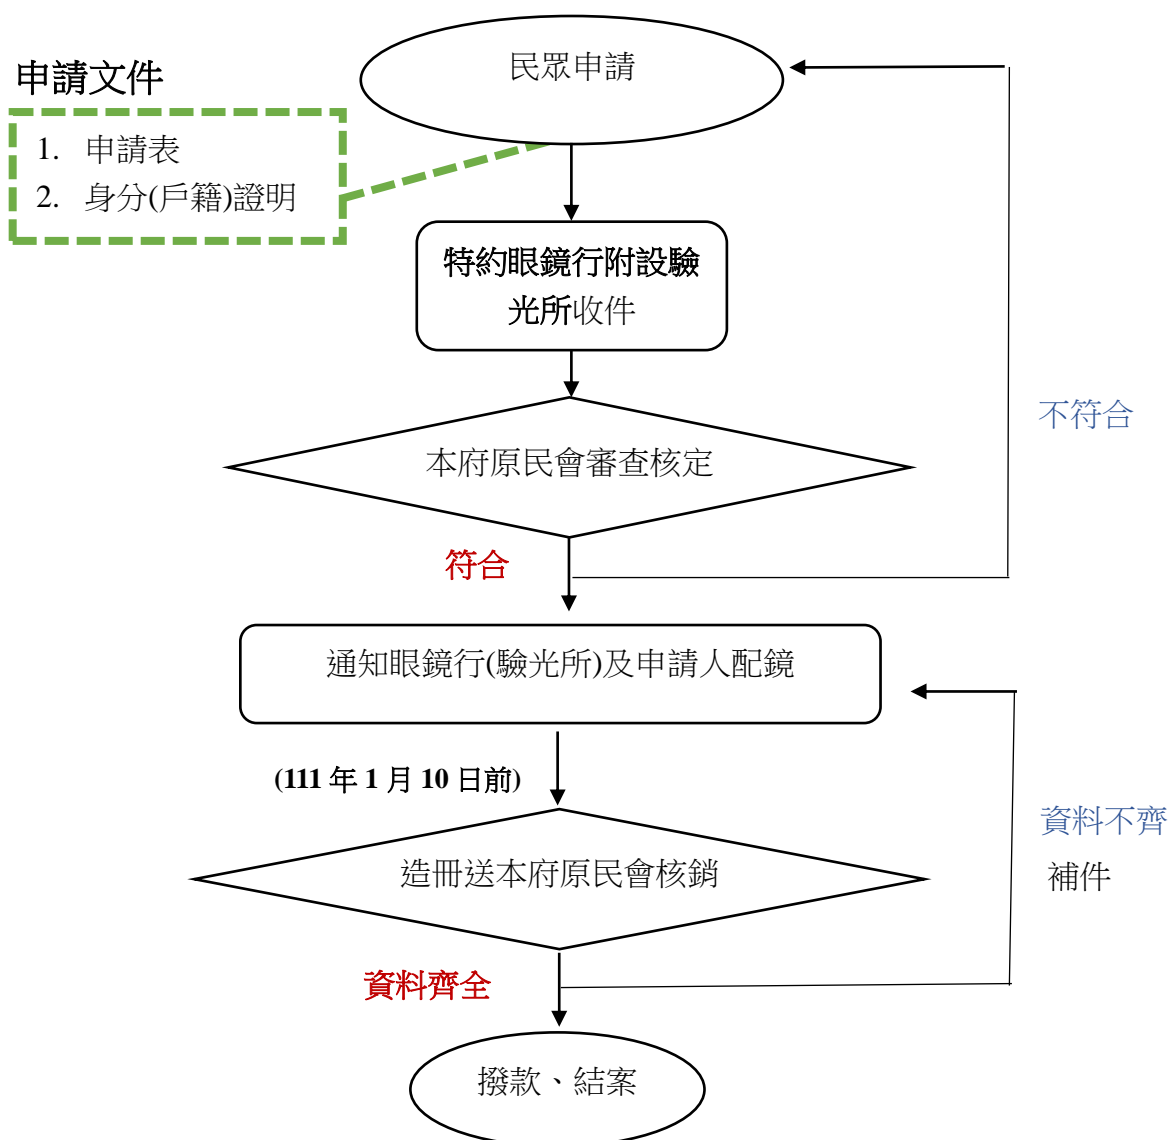 民眾申請
申請文件
1. 申請表
2. 身分(戶籍)證明
特約眼鏡行附設驗
光所收件
不符合
本府原民會審查核定
符合
通知眼鏡行(驗光所)及申請人配鏡
(111 年 1 月 10 日前)
資料不齊
補件
造冊送本府原民會核銷
資料齊全
撥款、結案